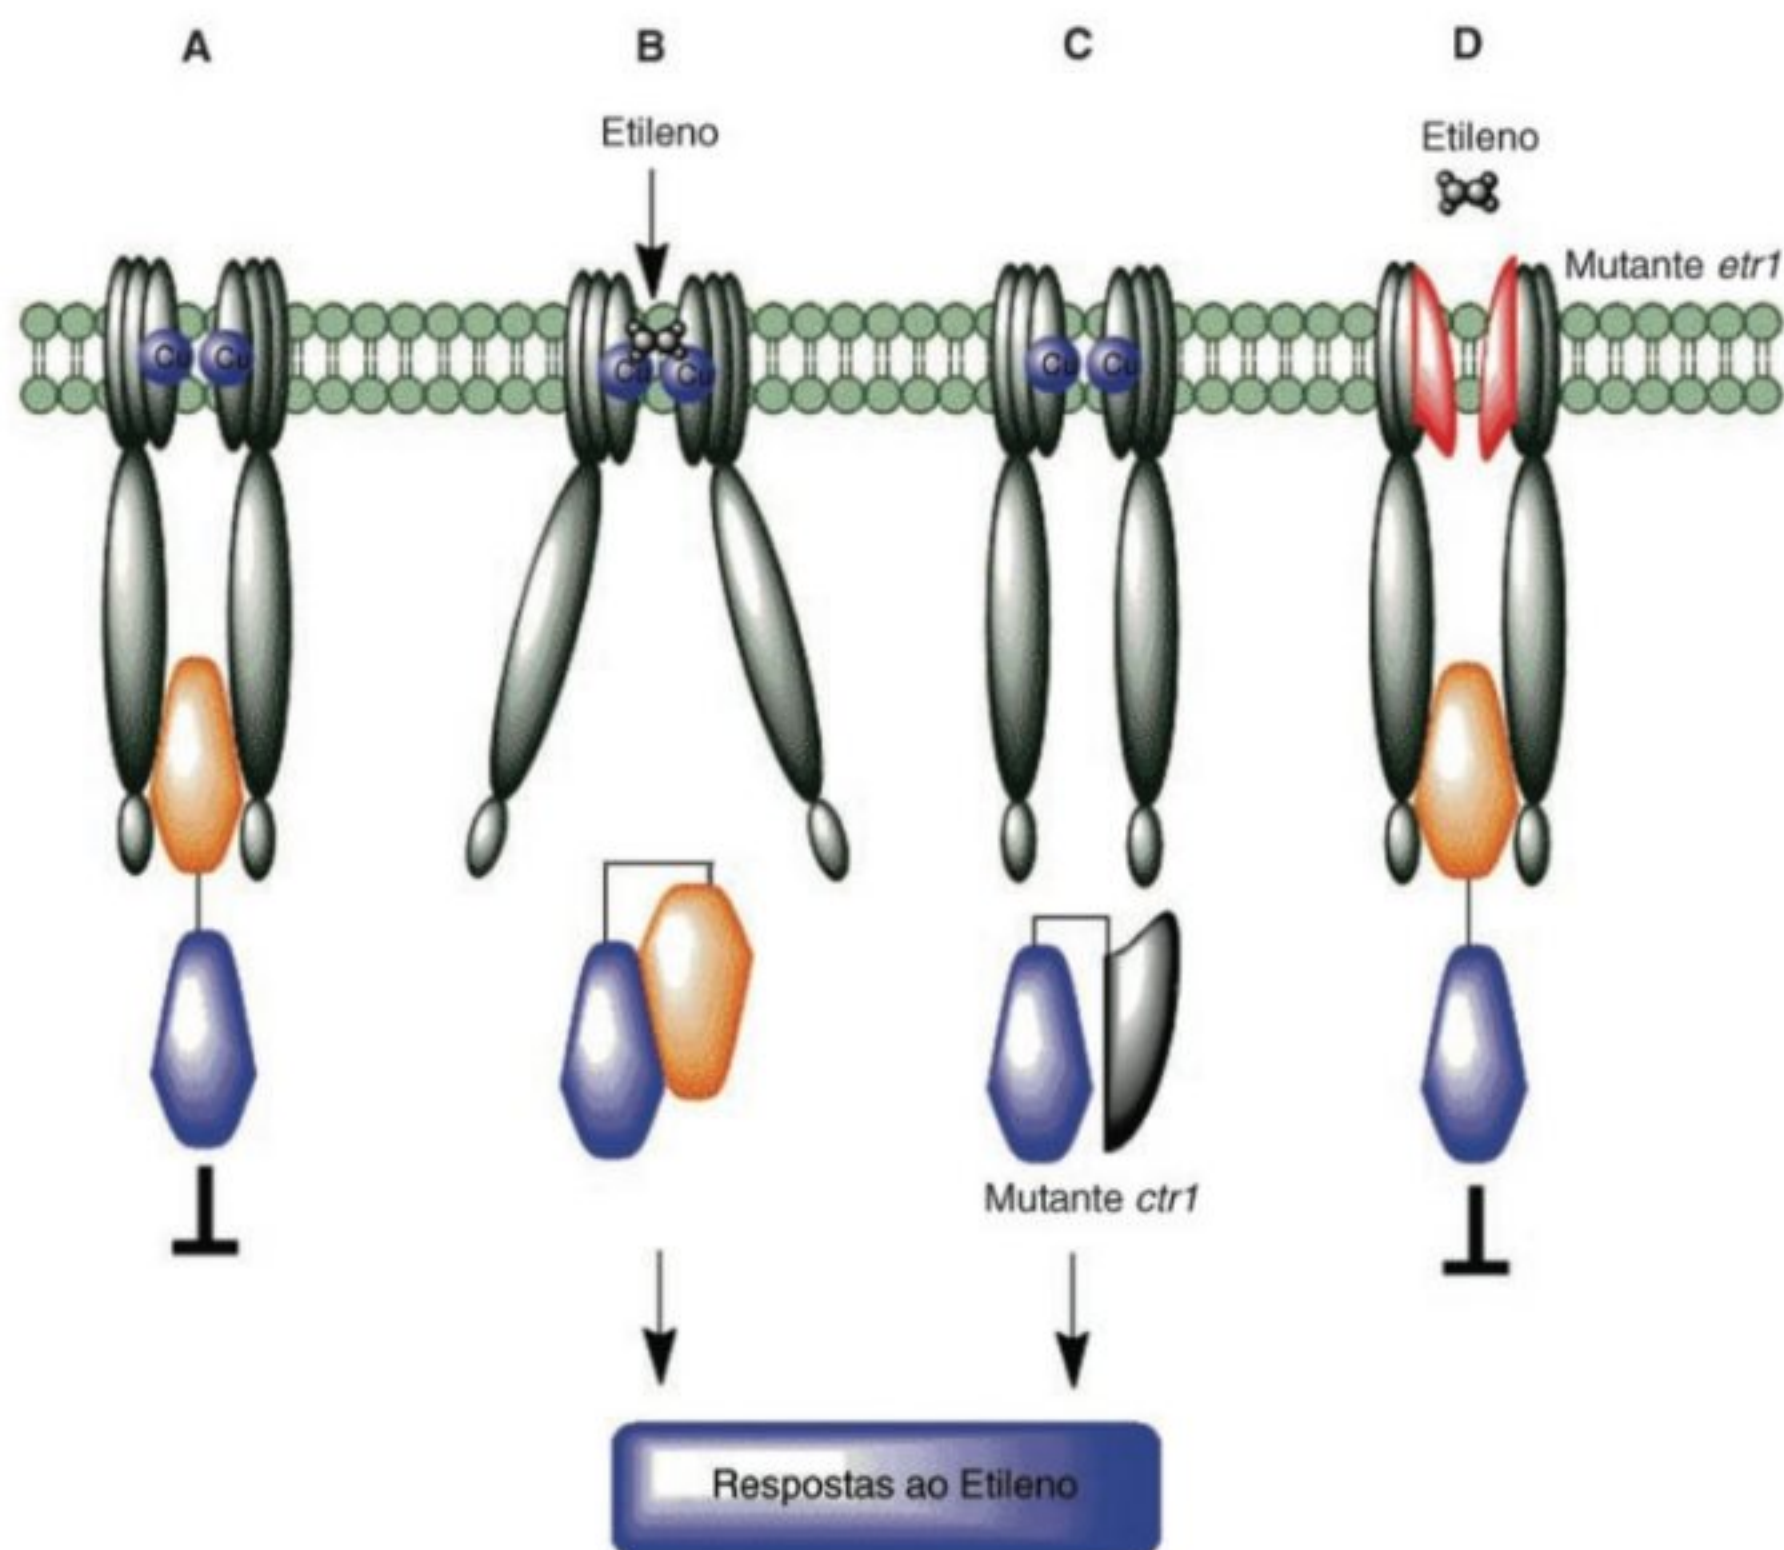 A
B
C
D
Etileno
Etileno
Mutante etr1
Cu
Cu
Cu
Cu
Cu
Cu
Mutante ctr1
Respostas ao Etileno